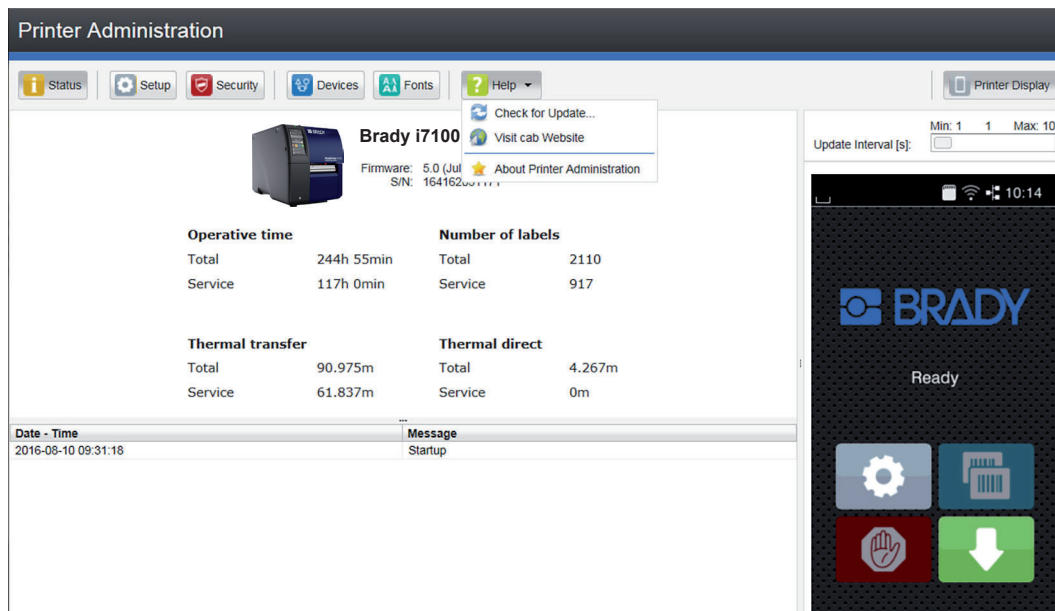 Printer Administration
Status Setup Security Devices Fonts Help Printer Display
Check for Update...
Visit cab Website
About Printer Administration
Min: 1 1 Max: 10
Update Interval [s]:
BRADY
Brady i7100
Firmware: 5.0 (Jul
S/N:
10:14
Operative time Number of labels
Total 244h 55min Total 2110
Service 117h 0min Service 917
Thermal transfer Thermal direct
Total 90.975m Total 4.267m
Service 61.837m Service 0m
BRADY
Ready
Date - Time Message
2016-08-10 09:31:18 Startup